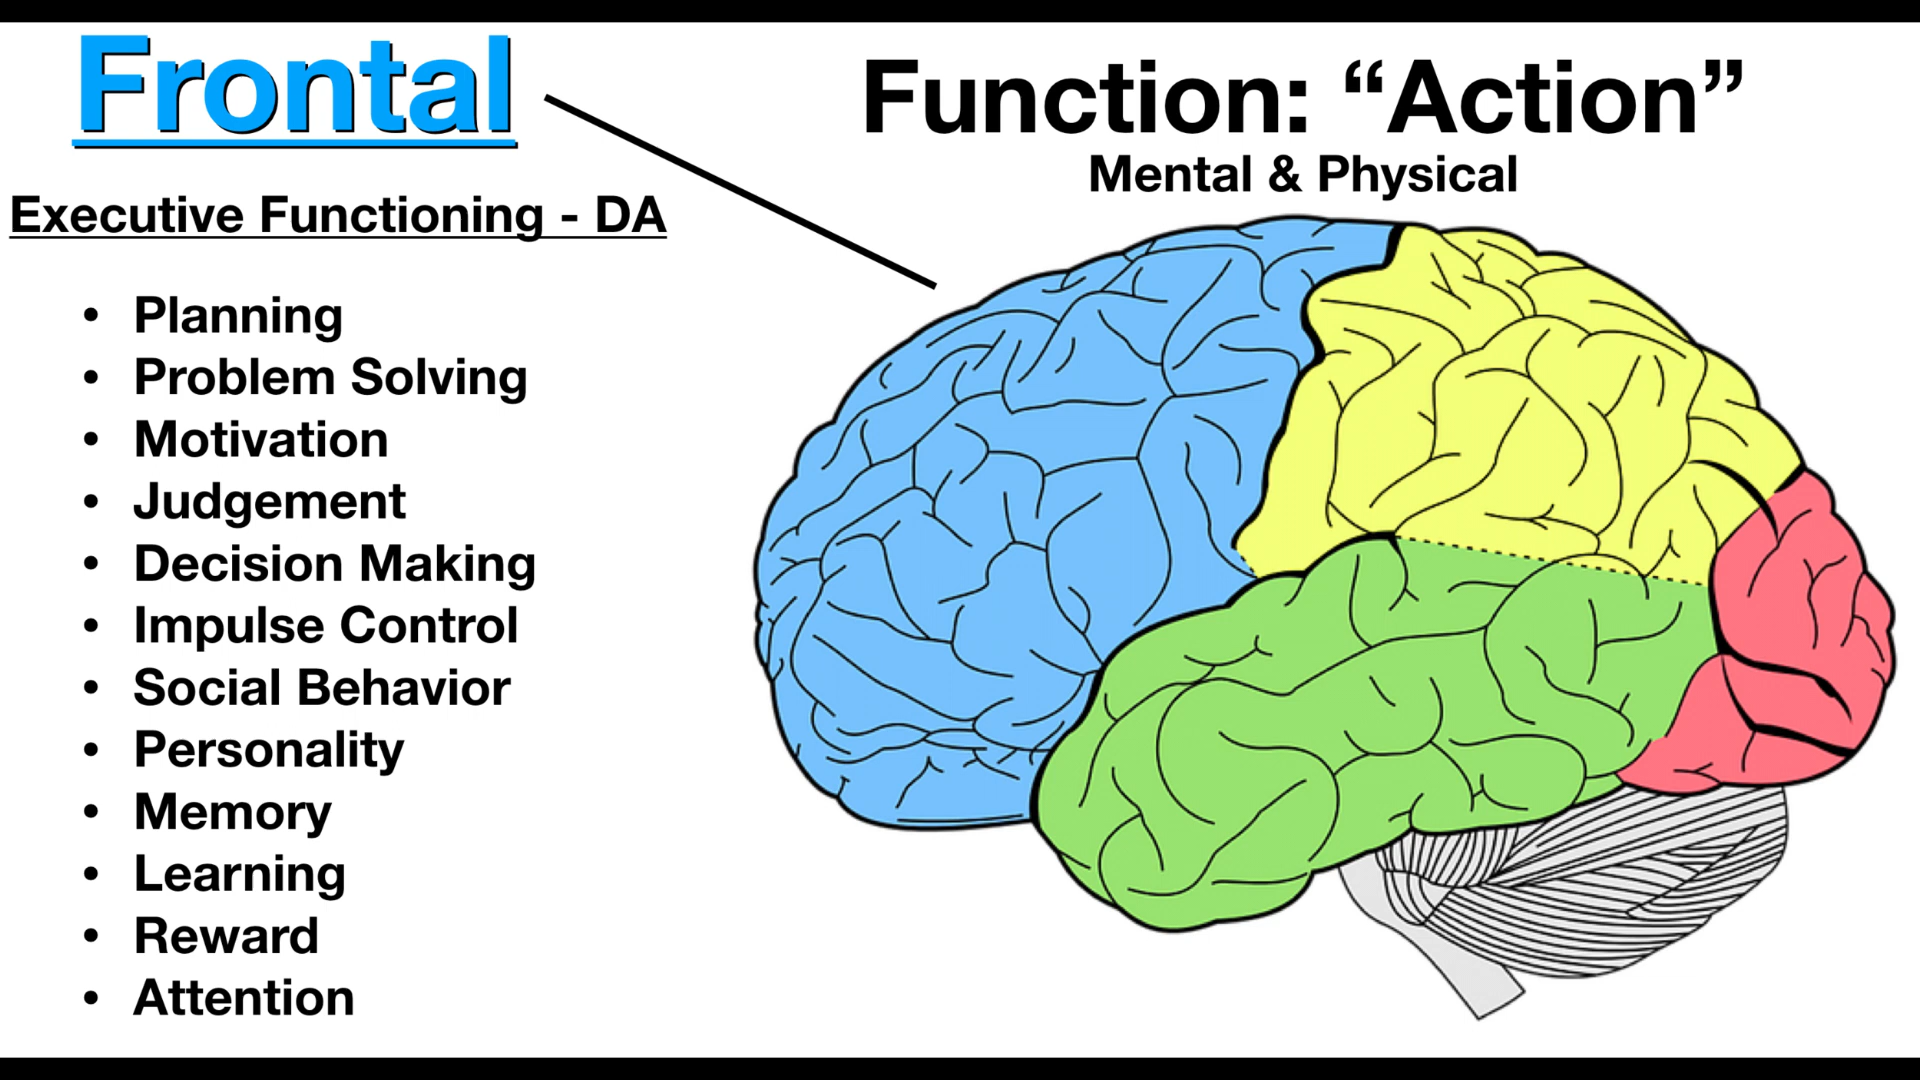 Frontal
Function: “Action”
Mental & Physical
Executive Functioning - DA
• Planning
• Problem Solving
• Motivation
• Judgement
• Decision Making
• Impulse Control
• Social Behavior
• Personality
• Memory
• Learning
• Reward
• Attention